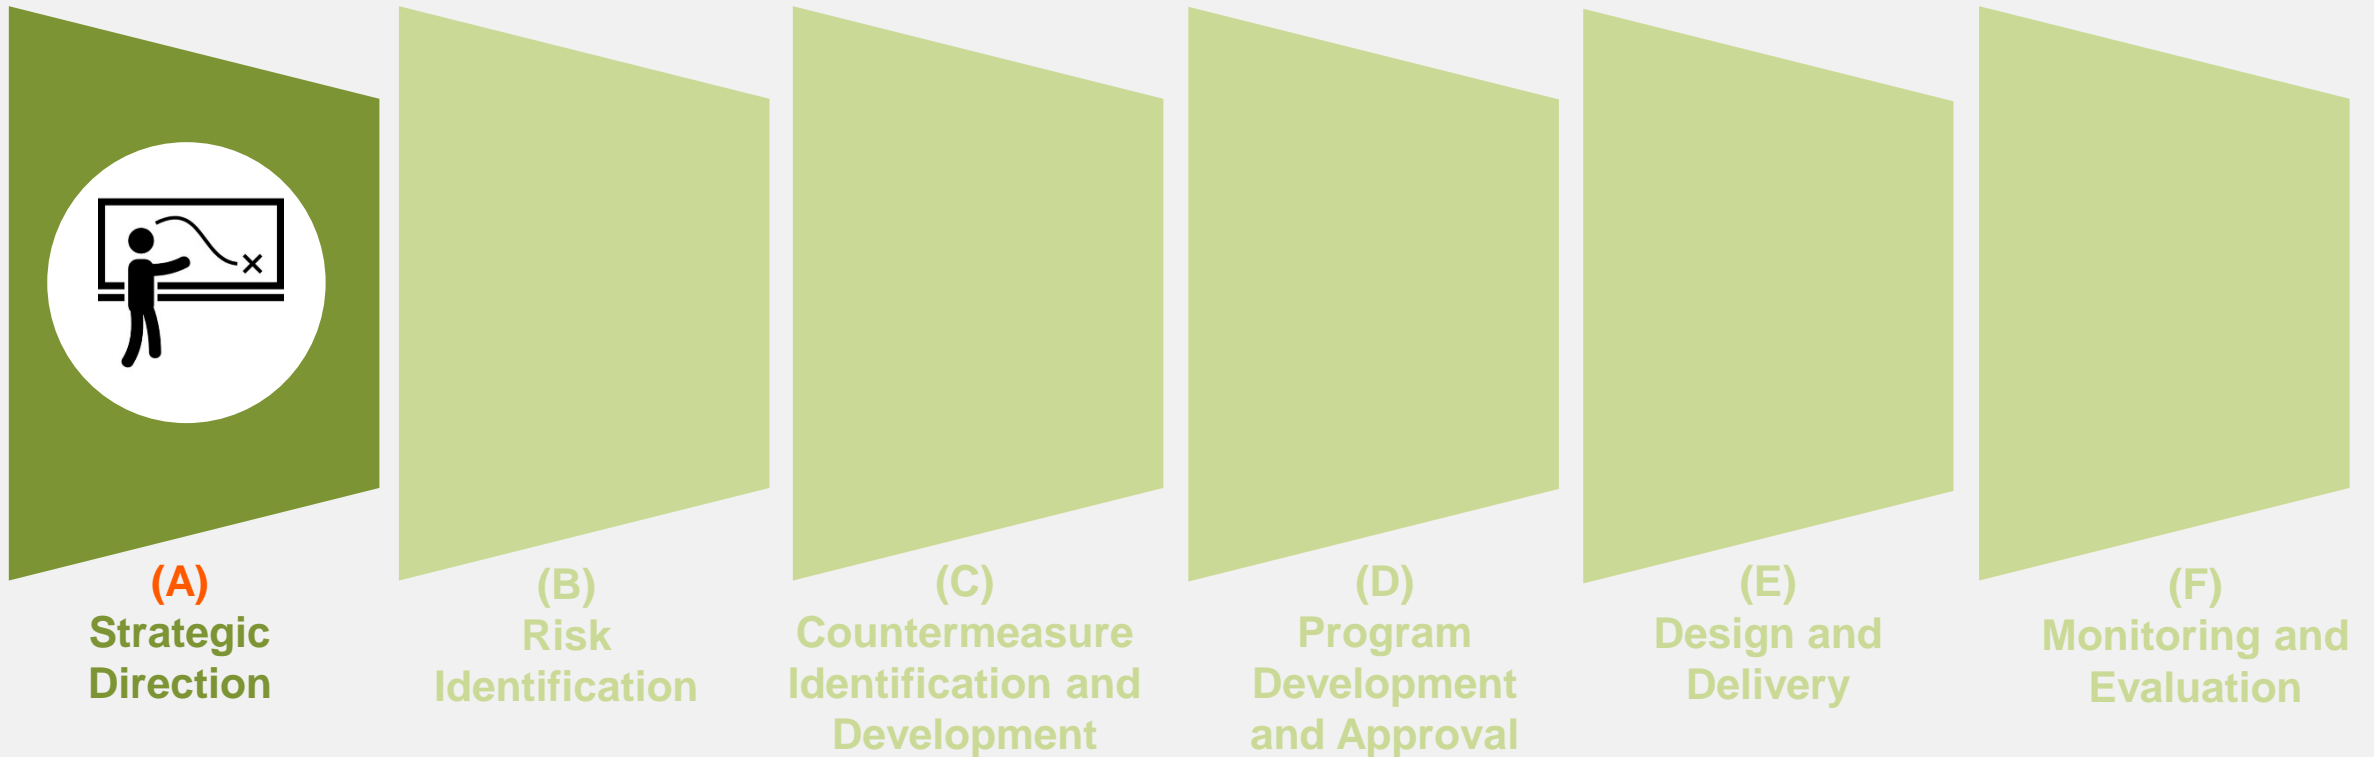 (A)
Strategic
Direction
(B)
Risk
Identification
(C)
Countermeasure
Identification and
Development
(D)
Program
Development
and Approval
(E)
Design and
Delivery
(F)
Monitoring and
Evaluation